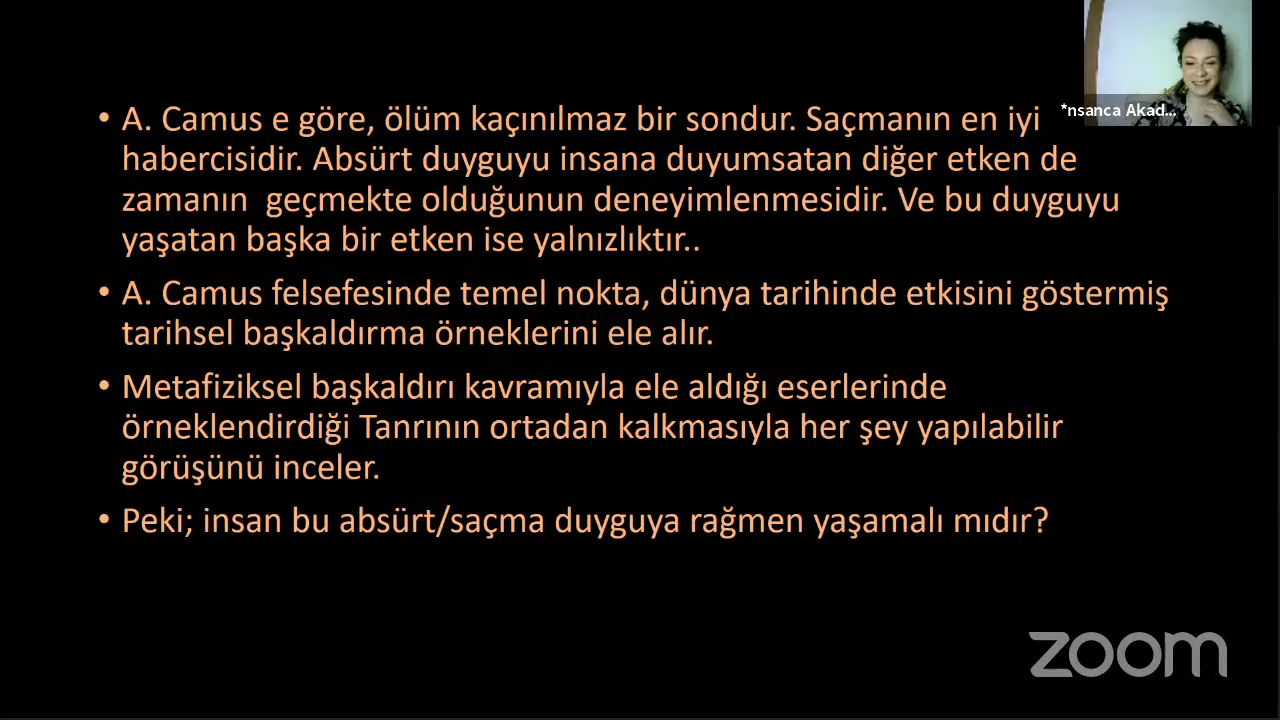 • A. Camus e göre, ölüm kaçınılmaz bir sondur. Saçmanın en iyi
habercisidir. Absürt duyguyu insana duyumsatan diğer etken de
zamanın  geçmekte olduğunun deneyimlenmesidir. Ve bu duyguyu
yaşatan başka bir etken ise yalnızlıktır..
• A. Camus felsefesinde temel nokta, dünya tarihinde etkisini göstermiş
tarihsel başkaldırma örneklerini ele alır.
• Metafiziksel başkaldırı kavramıyla ele aldığı eserlerinde
örneklendirdiği Tanrının ortadan kalkmasıyla her şey yapılabilir
görüşünü inceler.
• Peki; insan bu absürt/saçma duyguya rağmen yaşamalı mıdır?
*nsanca Akad...
zoom